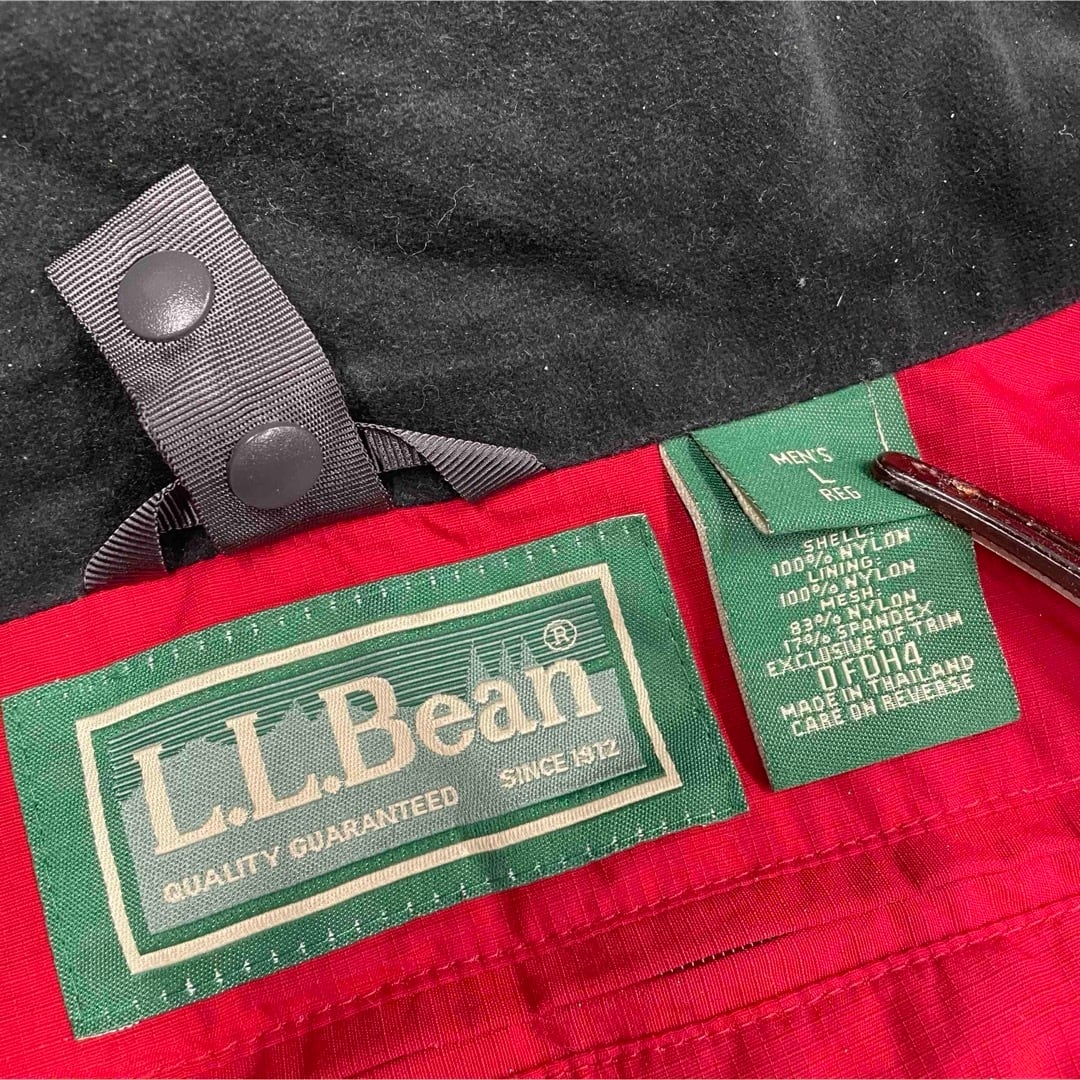 L.L.Bean®
QUALITY GUARANTEED SINCE 1912
MEN'S
L
REG
SHELL:
100% NYLON
LINING:
100% NYLON
MESH:
83% NYLON
17% SPANDEX
EXCLUSIVE OF TRIM
0FDH4
MADE IN THAILAND
CARE ON REVERSE